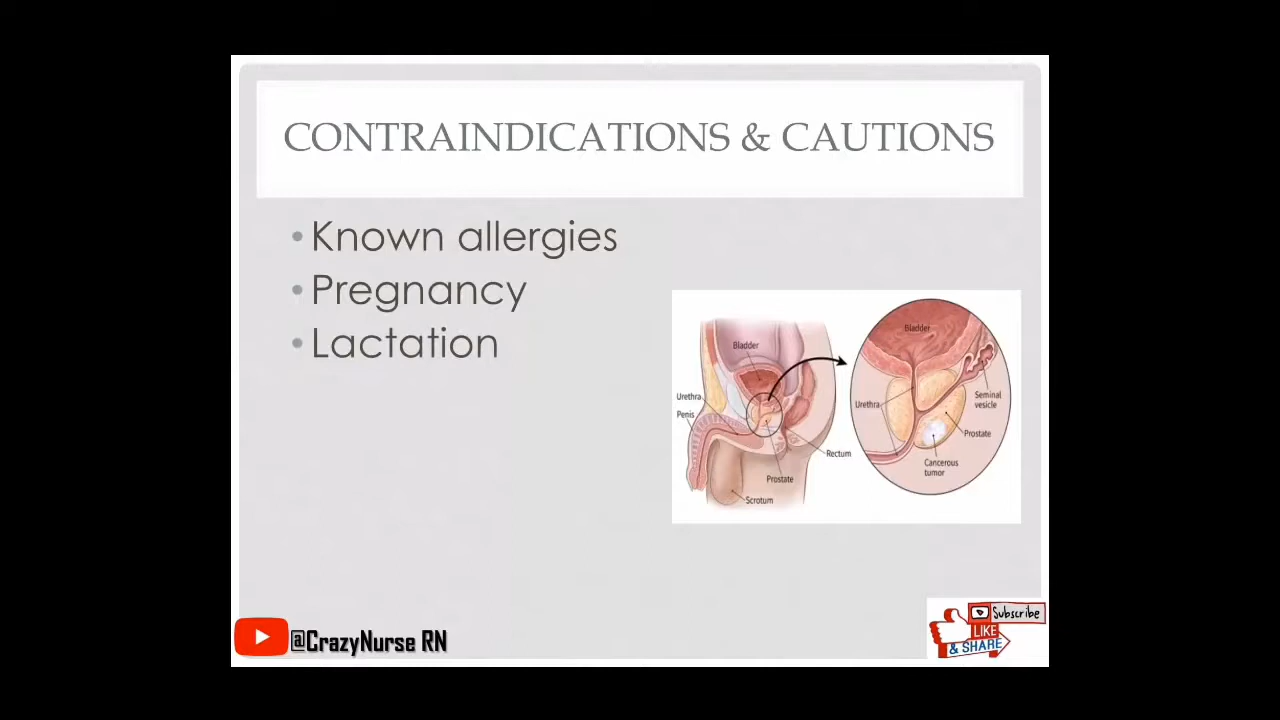 CONTRAINDICATIONS & CAUTIONS
• Known allergies
• Pregnancy
• Lactation
Bladder
Urethra
Penis
Rectum
Prostate
Scrotum
Bladder
Urethra
Seminal
vesicle
Prostate
Cancerous
tumor
@CrazyNurse RN
Subscribe
LIKE
& SHARE